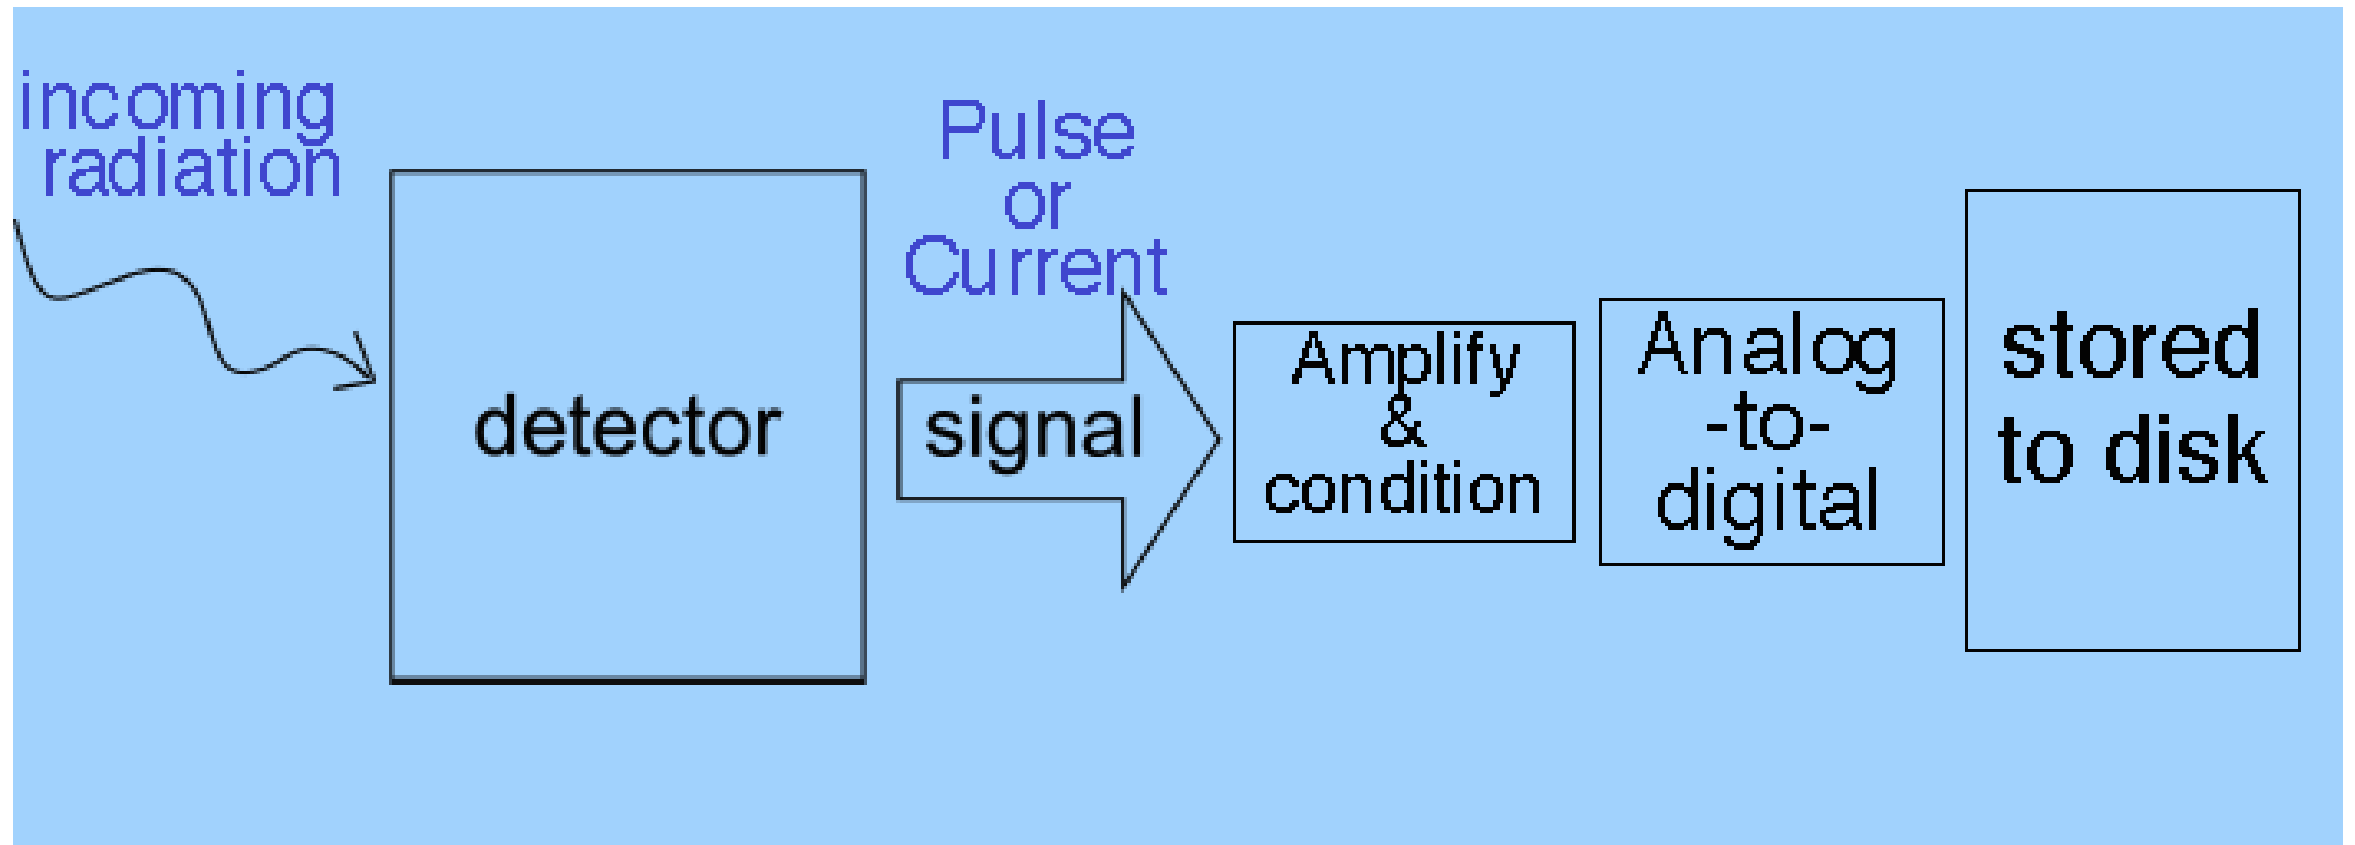 incoming
radiation
detector
Pulse
or
Current
signal
Amplify
&
condition
Analog
-to-
digital
stored
to disk